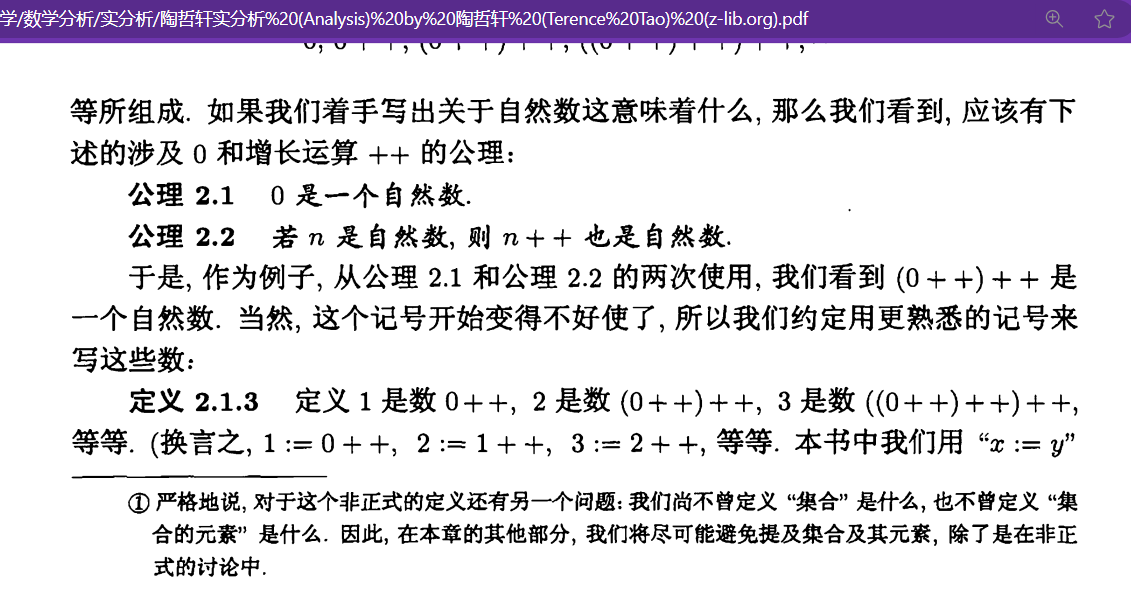 学/数学分析/实分析/陶哲轩实分析%20(Analysis)%20by%20陶哲轩%20(Terence%20Tao)%20(z-lib.org).pdf
等所组成. 如果我们着手写出关于自然数这意味着什么, 那么我们看到, 应该有下
述的涉及 0 和增长运算 ++ 的公理:
公理 2.1 0 是一个自然数.
公理 2.2 若 n 是自然数, 则 n++ 也是自然数.
于是, 作为例子, 从公理 2.1 和公理 2.2 的两次使用, 我们看到 (0++)++ 是
一个自然数. 当然, 这个记号开始变得不好使了, 所以我们约定用更熟悉的记号来
写这些数:
定义 2.1.3 定义 1 是数 0++, 2 是数 (0++)++, 3 是数 ((0++)++)++,
等等. (换言之, 1 := 0++, 2 := 1++, 3 := 2++, 等等. 本书中我们用 “x := y”
① 严格地说, 对于这个非正式的定义还有另一个问题: 我们尚不曾定义 “集合” 是什么, 也不曾定义 “集
合的元素” 是什么. 因此, 在本章的其他部分, 我们将尽可能避免提及集合及其元素, 除了是在非正
式的讨论中.